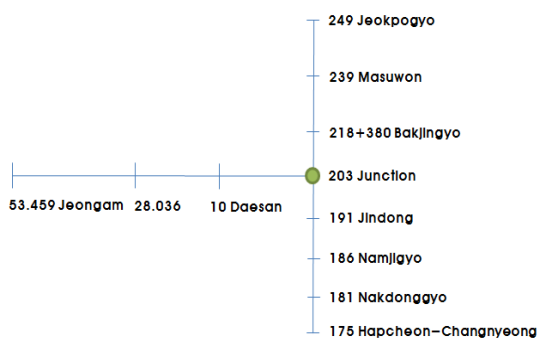 249 Jeokpogyo
239 Masuwon
218+380 Bakjingyo
203 Junction
53.459 Jeongam 28.036 10 Daesan
191 Jindong
186 Namjigyo
181 Nakdonggyo
175 Hapcheon-Changnyeong